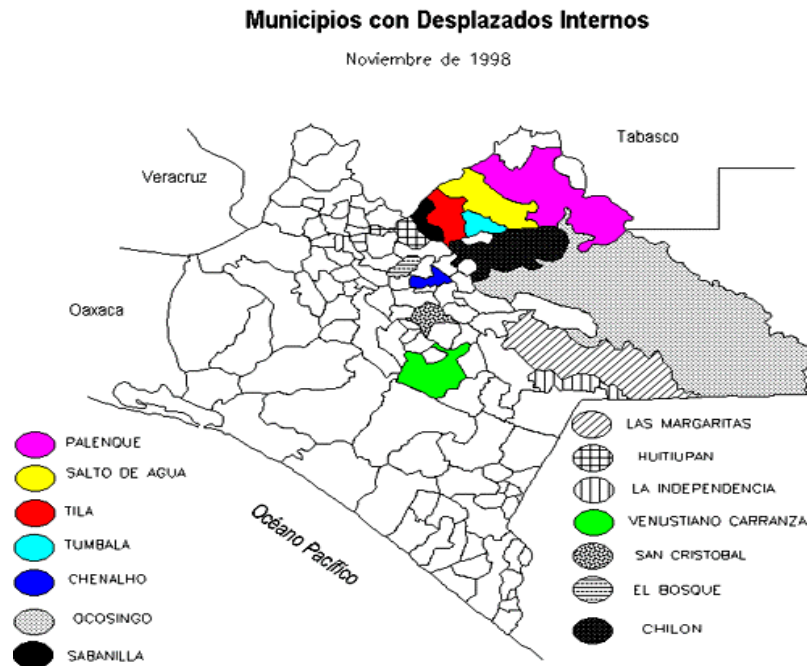 Municipios con Desplazados Internos
Noviembre de 1998
Tabasco
Veracruz
Oaxaca
Océano Pacífico
PALENQUE
SALTO DE AGUA
TILA
TUMBALA
CHENALHO
OCOSINGO
SABANILLA
LAS MARGARITAS
HUITIUPAN
LA INDEPENDENCIA
VENUSTIANO CARRANZA
SAN CRISTOBAL
EL BOSQUE
CHILON